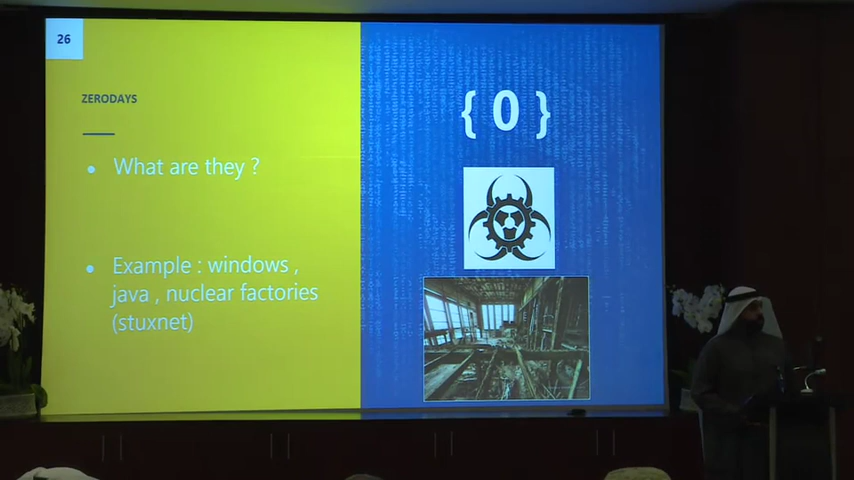 26
ZERODAYS
What are they ?
Example : windows ,
java , nuclear factories
(stuxnet)
{ 0 }